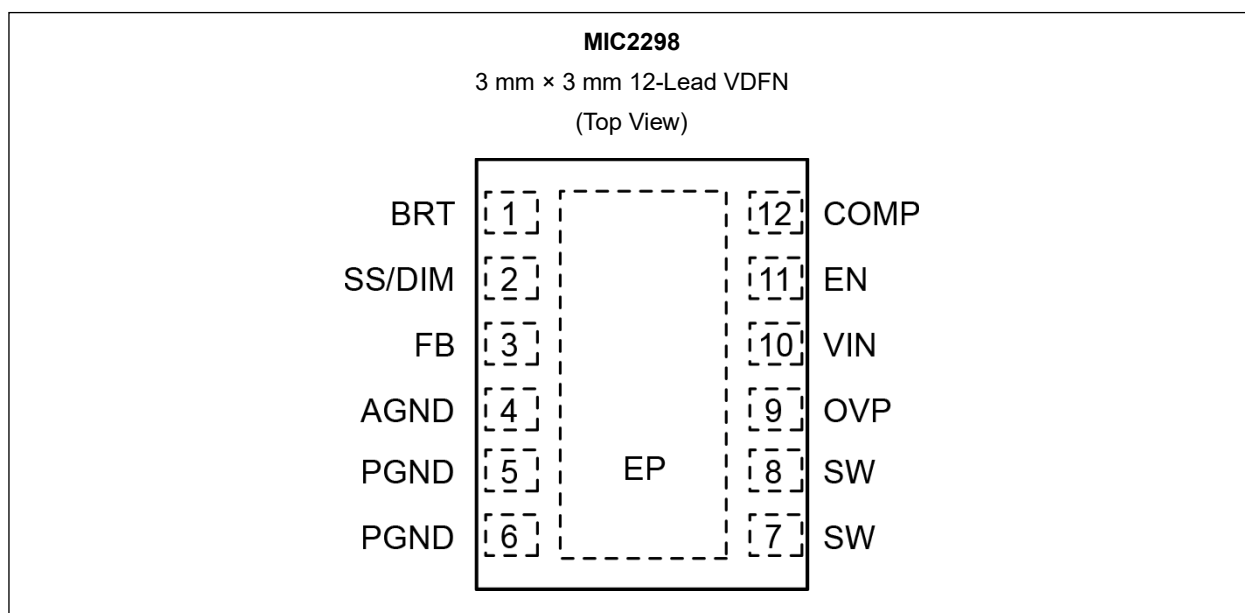 MIC2298
3 mm × 3 mm 12-Lead VDFN
(Top View)
BRT 1 12 COMP
SS/DIM 2 11 EN
FB 3 10 VIN
AGND 4 9 OVP
PGND 5 EP 8 SW
PGND 6 7 SW